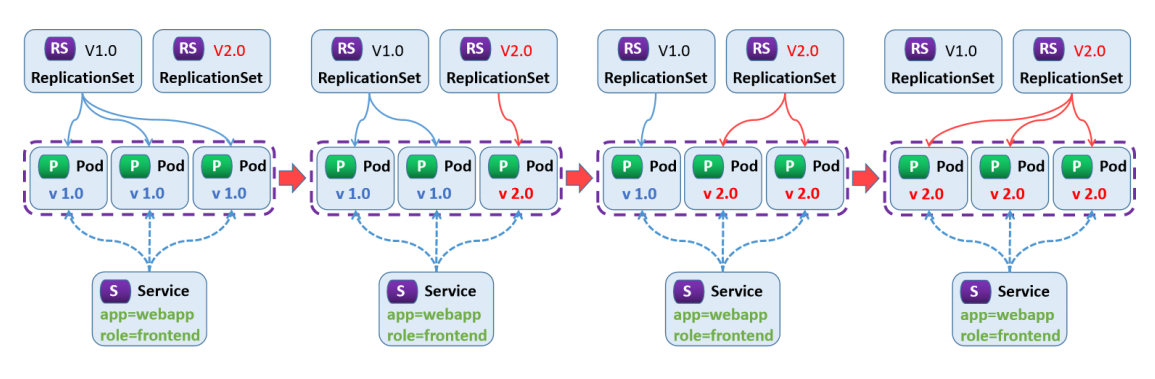 RS V1.0
ReplicationSet
RS V2.0
ReplicationSet
P Pod
v 1.0
P Pod
v 1.0
P Pod
v 1.0
S Service
app=webapp
role=frontend
RS V1.0
ReplicationSet
RS V2.0
ReplicationSet
P Pod
v 1.0
P Pod
v 1.0
P Pod
v 2.0
S Service
app=webapp
role=frontend
RS V1.0
ReplicationSet
RS V2.0
ReplicationSet
P Pod
v 1.0
P Pod
v 2.0
P Pod
v 2.0
S Service
app=webapp
role=frontend
RS V1.0
ReplicationSet
RS V2.0
ReplicationSet
P Pod
v 2.0
P Pod
v 2.0
P Pod
v 2.0
S Service
app=webapp
role=frontend